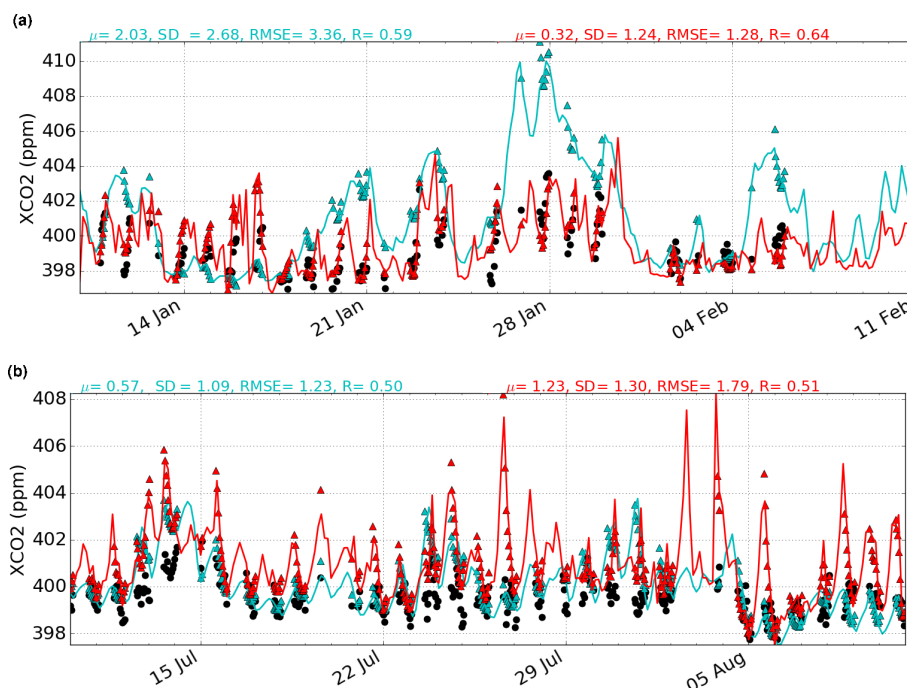 (a)
μ= 2.03, SD = 2.68, RMSE= 3.36, R= 0.59 μ= 0.32, SD= 1.24, RMSE= 1.28, R= 0.64
410
408
406
404
402
400
398
XCO2 (ppm)
14 Jan 21 Jan 28 Jan 04 Feb 11 Feb
(b)
μ= 0.57, SD = 1.09, RMSE= 1.23, R= 0.50 μ= 1.23, SD= 1.30, RMSE= 1.79, R= 0.51
408
406
404
402
400
398
XCO2 (ppm)
15 Jul 22 Jul 29 Jul 05 Aug